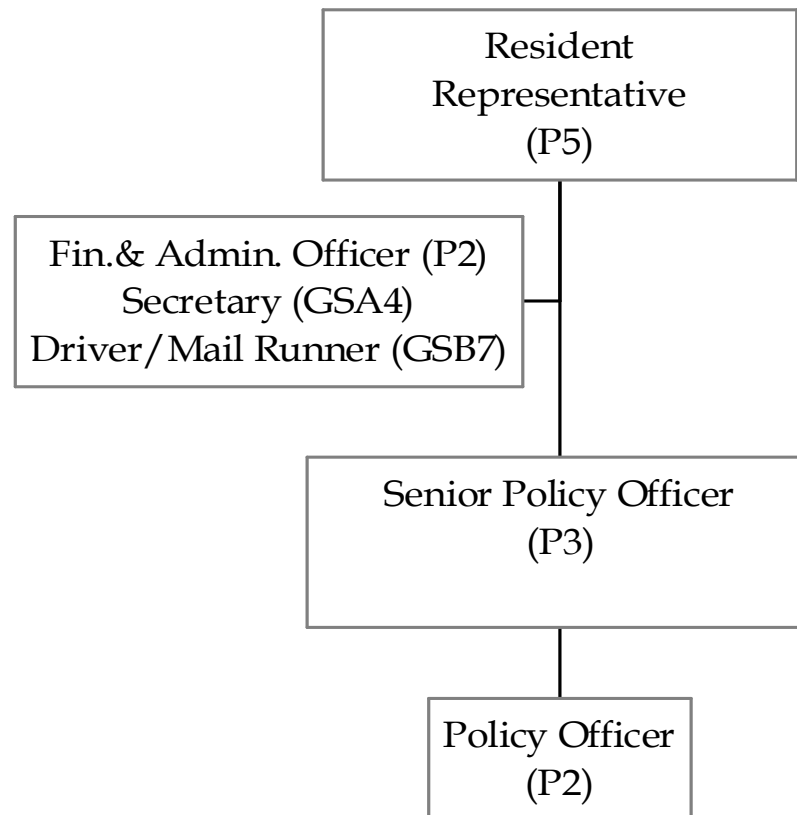 Resident
Representative
(P5)
Fin.& Admin. Officer (P2)
Secretary (GSA4)
Driver/Mail Runner (GSB7)
Senior Policy Officer
(P3)
Policy Officer
(P2)